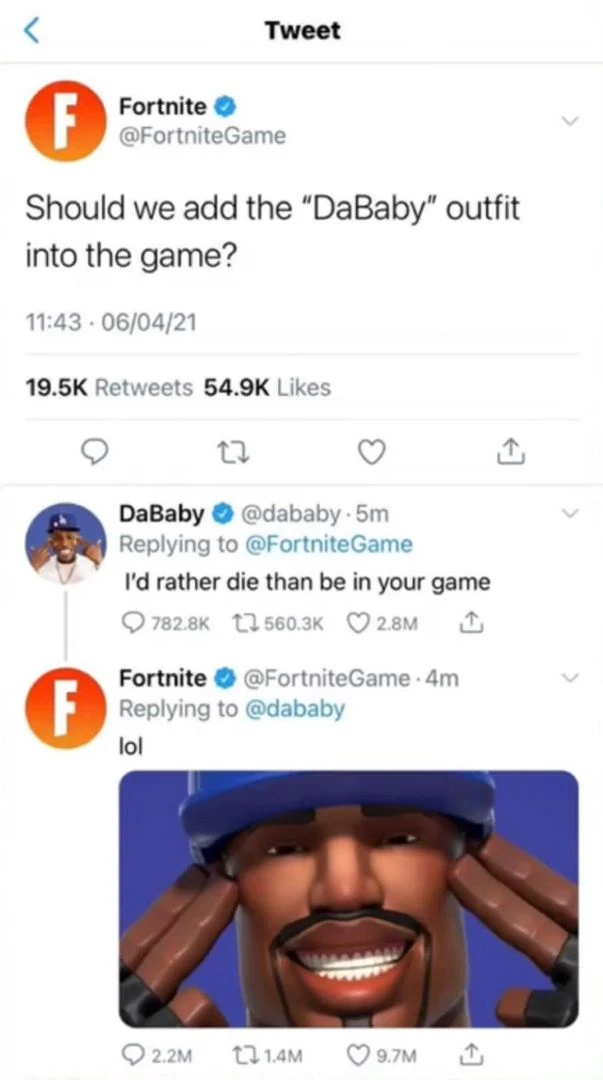 Tweet
Fortnite
@FortniteGame
Should we add the “DaBaby” outfit
into the game?
11:43 · 06/04/21
19.5K Retweets 54.9K Likes
DaBaby @dababy · 5m
Replying to @FortniteGame
I'd rather die than be in your game
782.8K 560.3K 2.8M
Fortnite @FortniteGame · 4m
Replying to @dababy
lol
2.2M 1.4M 9.7M